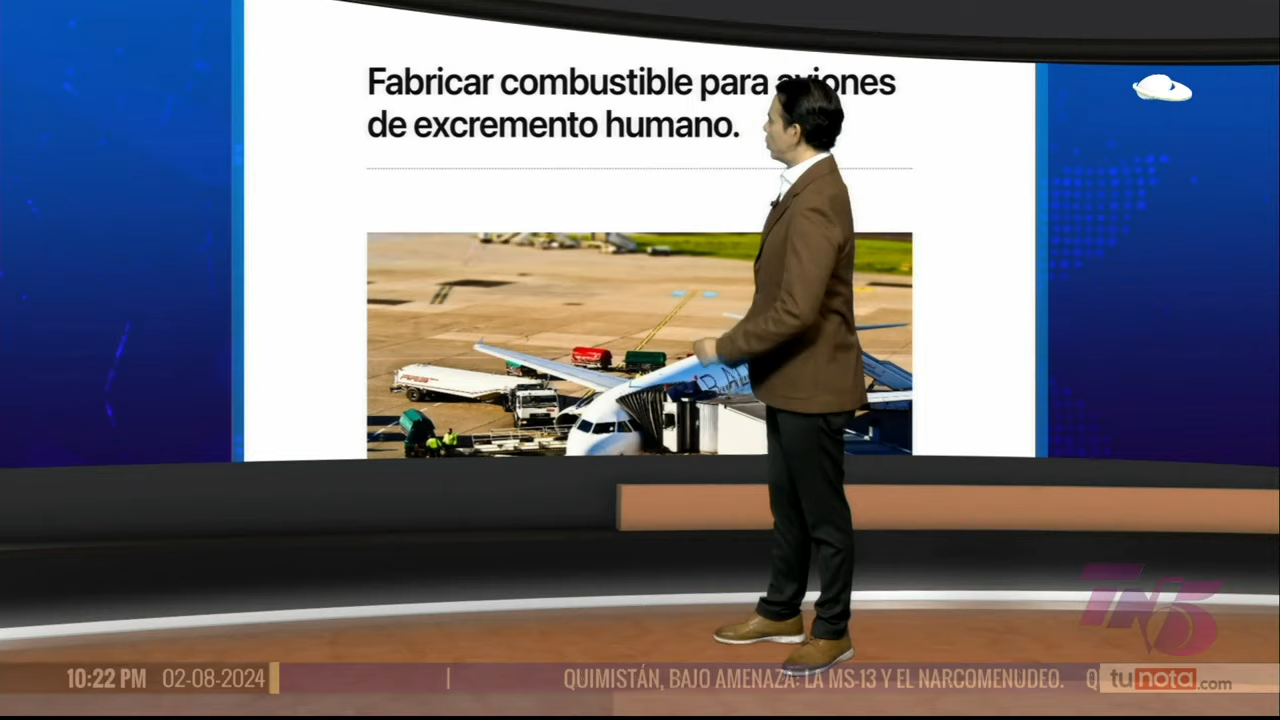 Fabricar combustible para aviones
de excremento humano.
TN5
10:22 PM 02-08-2024 QUIMISTÁN, BAJO AMENAZA: LA MS-13 Y EL NARCOMENUDEO. Q
tunota.com